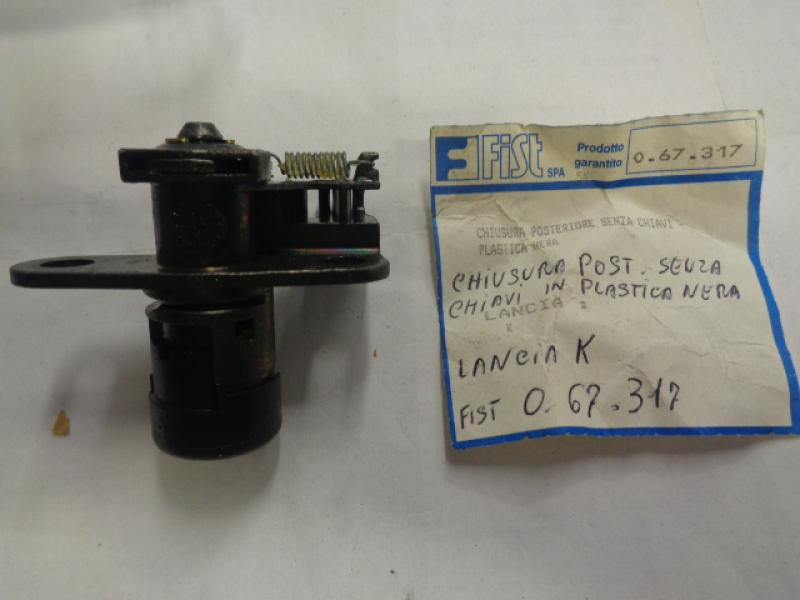 Fist SPA
Prodotto garantito
0.67.317
CHIUSURA POSTERIORE SENZA CHIAVI
PLASTICA NERA
CHIUSURA POST. SENZA
CHIAVI IN PLASTICA NERA
LANCIA :
K
LANCIA K
FIST 0.67.317